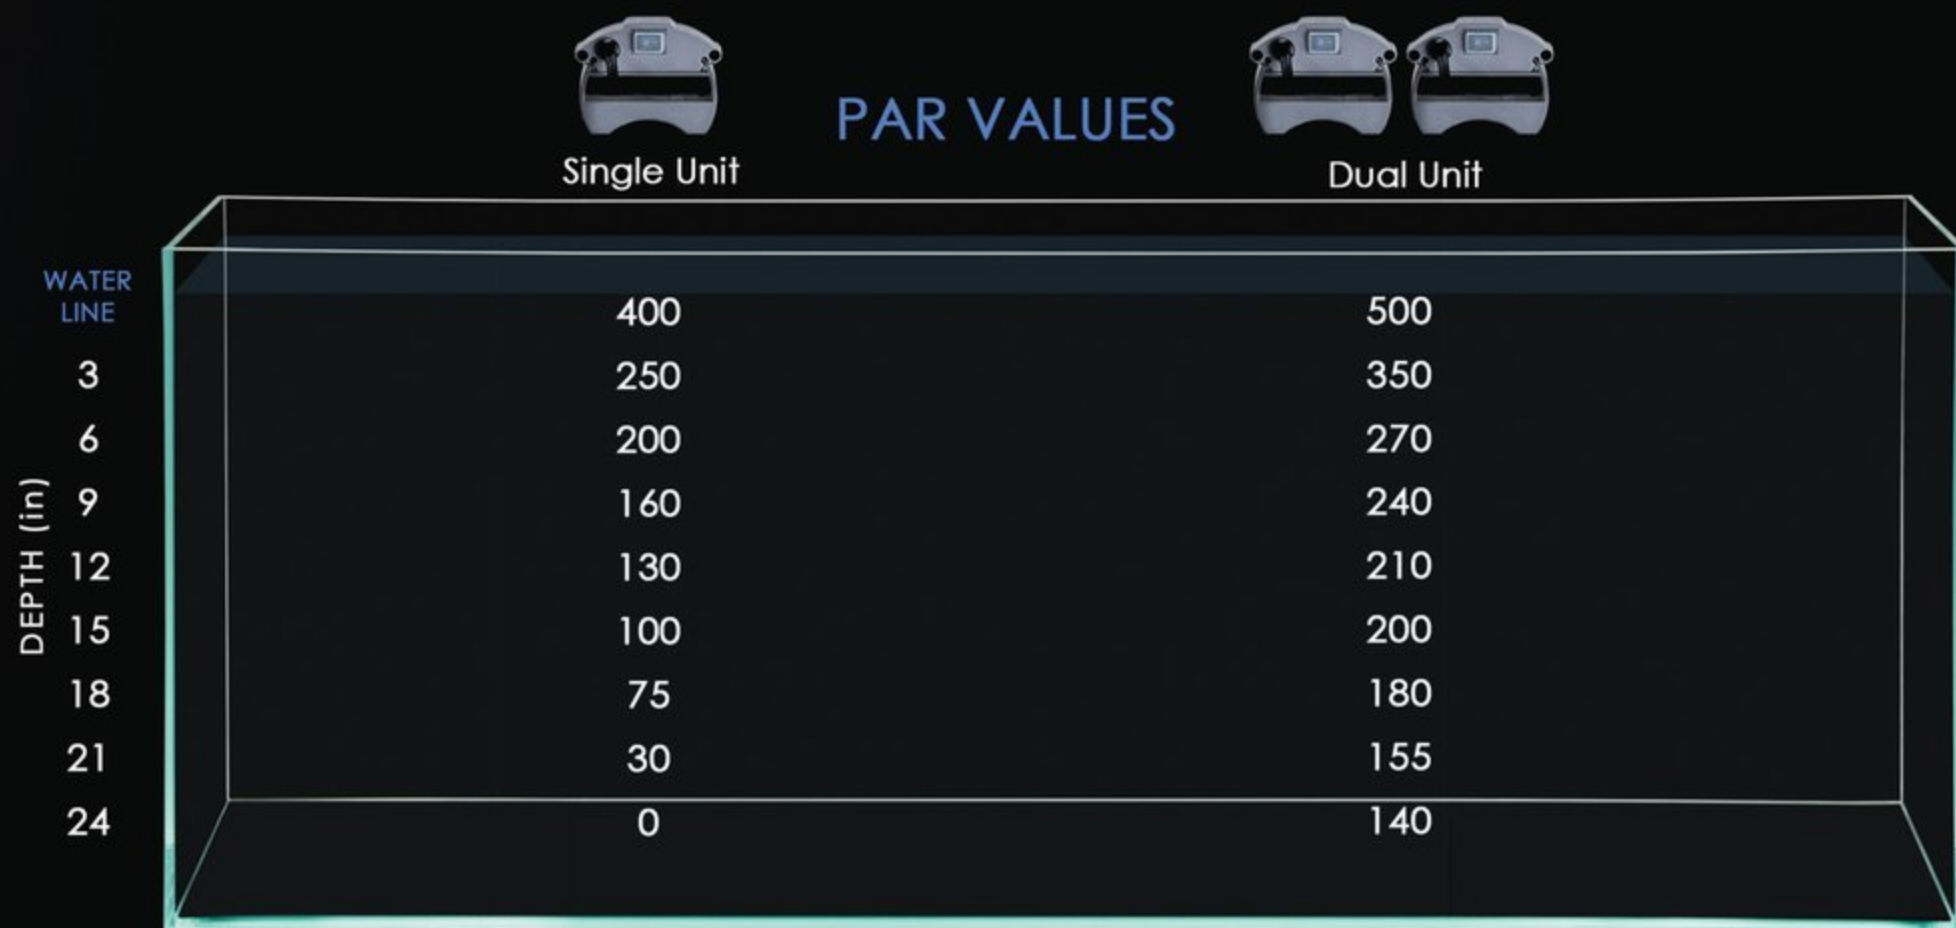 PAR VALUES
Single Unit
Dual Unit
WATER
LINE
400 500
3 250 350
6 200 270
9 160 240
12 130 210
15 100 200
18 75 180
21 30 155
24 0 140
DEPTH (in)